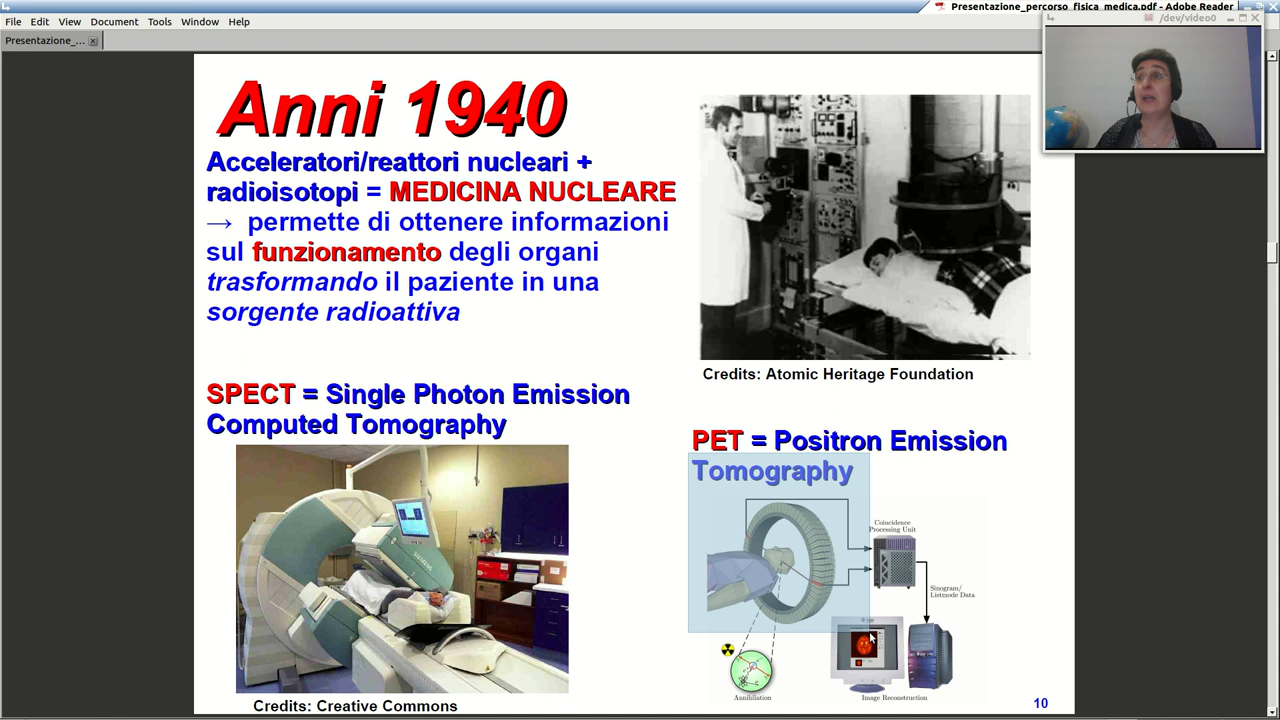 Presentazione_percorso_fisica_medica.pdf - Adobe Reader
File Edit View Document Tools Window Help
/dev/video0
Presentazione_...
Anni 1940
Acceleratori/reattori nucleari +
radioisotopi = MEDICINA NUCLEARE
→ permette di ottenere informazioni
sul funzionamento degli organi
trasformando il paziente in una
sorgente radioattiva
Credits: Atomic Heritage Foundation
SPECT = Single Photon Emission
Computed Tomography
PET = Positron Emission
Tomography
Coincidence
Processing Unit
Sinogram/
Listmode Data
Annihilation
Image Reconstruction
SIEMENS
Credits: Creative Commons
10